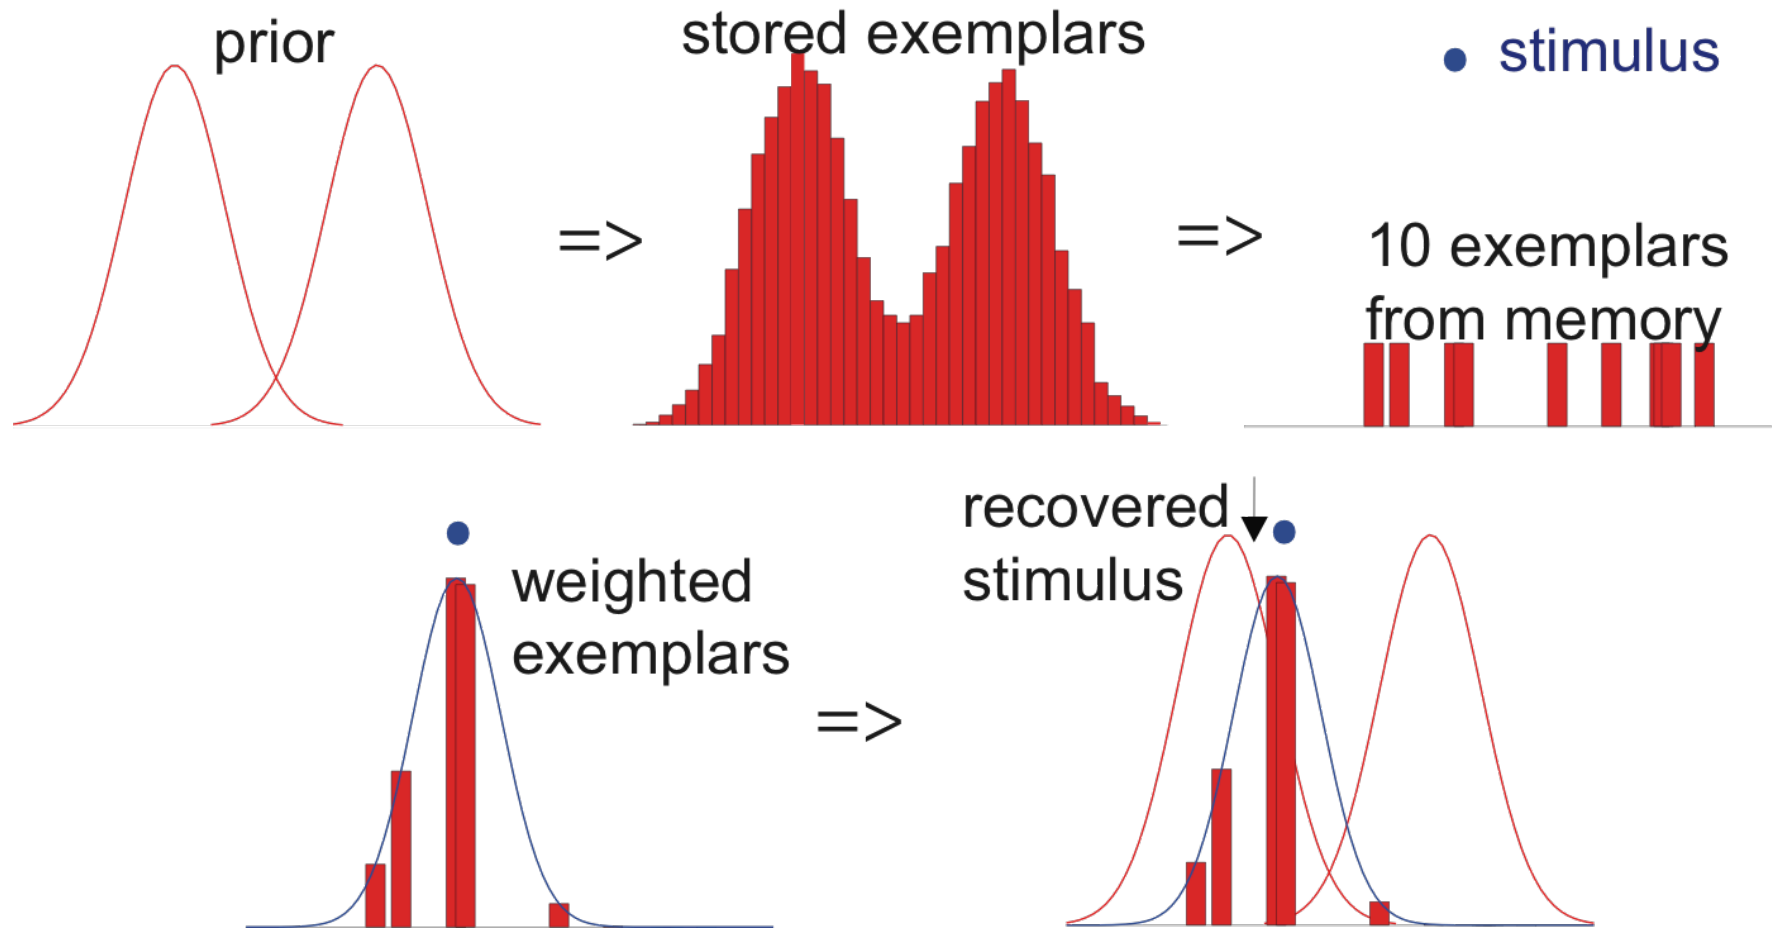 prior
stored exemplars
stimulus
=>
=>
10 exemplars
from memory
weighted
exemplars
=>
recovered
stimulus